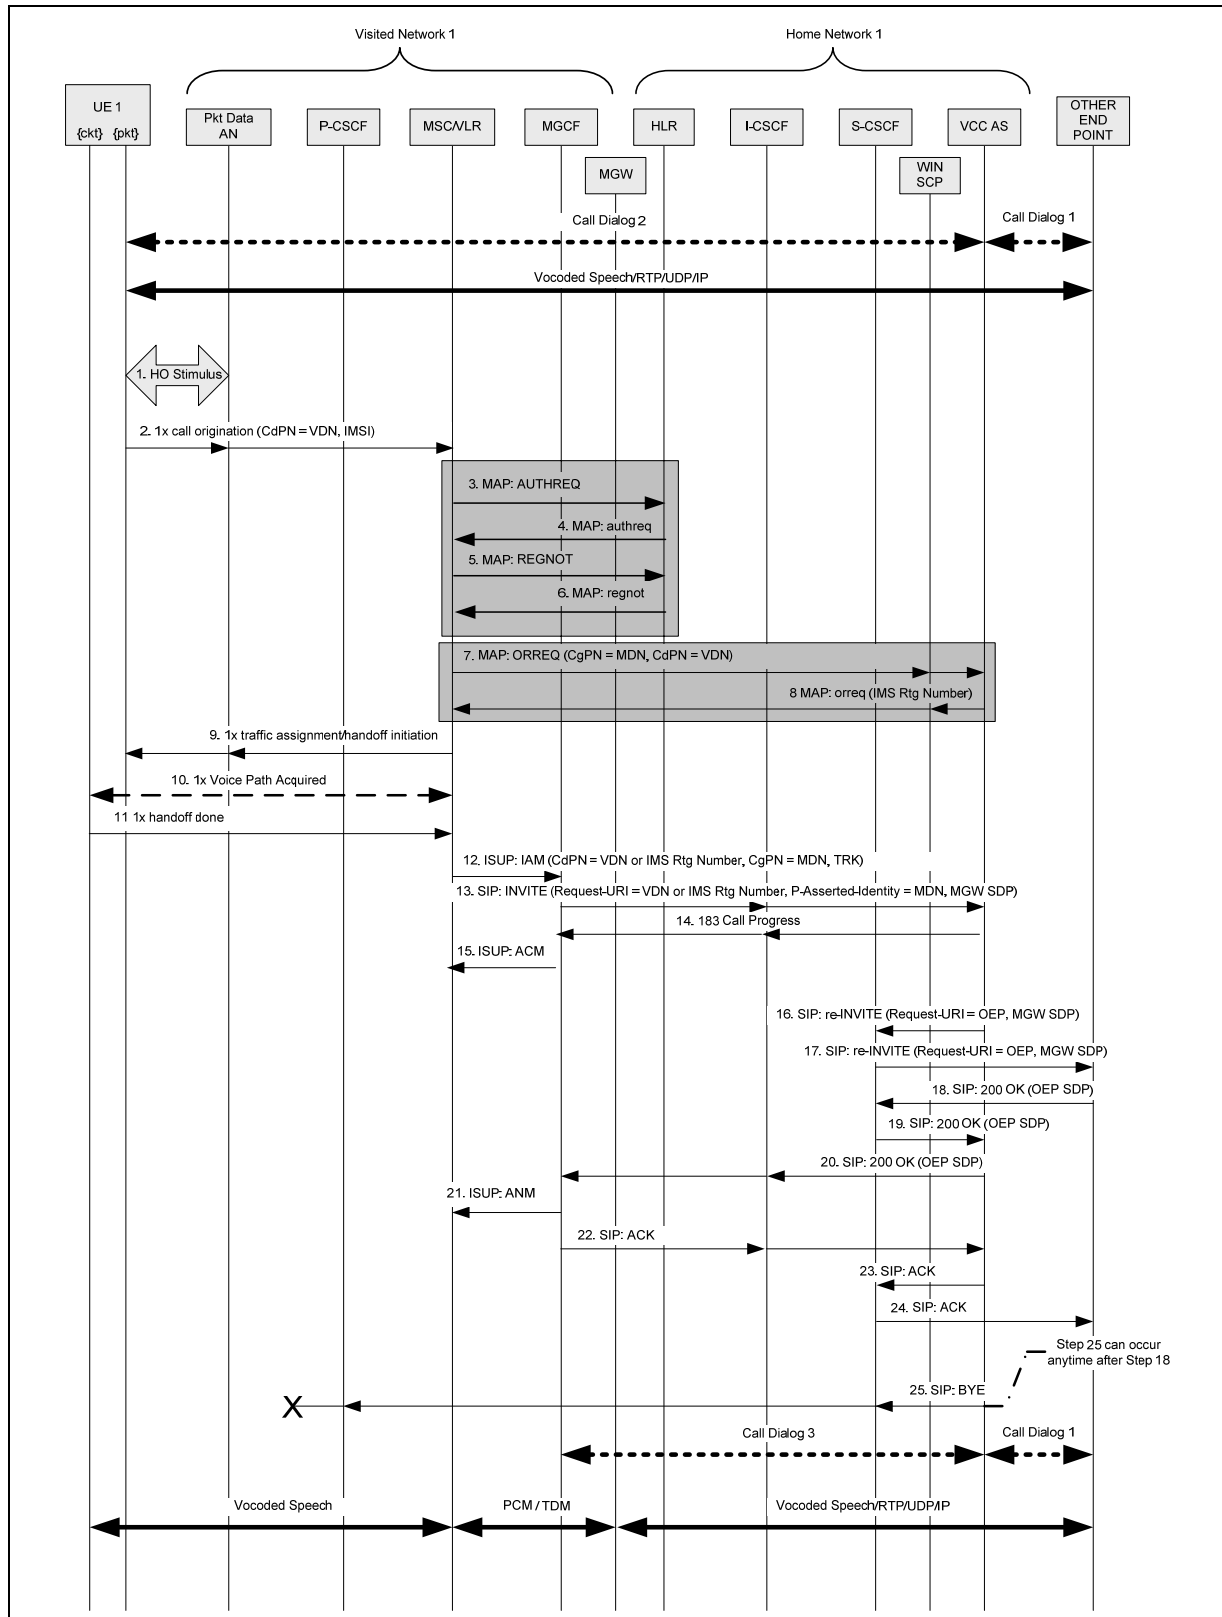 Visited Network 1
Home Network 1
UE 1
{ckt} {pkt}
Pkt Data
AN
P-CSCF
MSC/VLR
MGCF
HLR
I-CSCF
S-CSCF
VCC AS
OTHER
END
POINT
MGW
WIN
SCP
Call Dialog 2
Call Dialog 1
Vocoded Speech/RTP/UDP/IP
1. HO Stimulus
2. 1x call origination (CdPN = VDN, IMSI)
3. MAP: AUTHREQ
4. MAP: authreq
5. MAP: REGNOT
6. MAP: regnot
7. MAP: ORREQ (CgPN = MDN, CdPN = VDN)
8 MAP: orreq (IMS Rtg Number)
9. 1x traffic assignment/handoff initiation
10. 1x Voice Path Acquired
11 1x handoff done
12. ISUP: IAM (CdPN = VDN or IMS Rtg Number, CgPN = MDN, TRK)
13. SIP: INVITE (Request-URI = VDN or IMS Rtg Number, P-Asserted-Identity = MDN, MGW SDP)
14. 183 Call Progress
15. ISUP: ACM
16. SIP: re-INVITE (Request-URI = OEP, MGW SDP)
17. SIP: re-INVITE (Request-URI = OEP, MGW SDP)
18. SIP: 200 OK (OEP SDP)
19. SIP: 200 OK (OEP SDP)
20. SIP: 200 OK (OEP SDP)
21. ISUP: ANM
22. SIP: ACK
23. SIP: ACK
24. SIP: ACK
Step 25 can occur
anytime after Step 18
25. SIP: BYE
X
Call Dialog 3
Call Dialog 1
Vocoded Speech
PCM / TDM
Vocoded Speech/RTP/UDP/IP